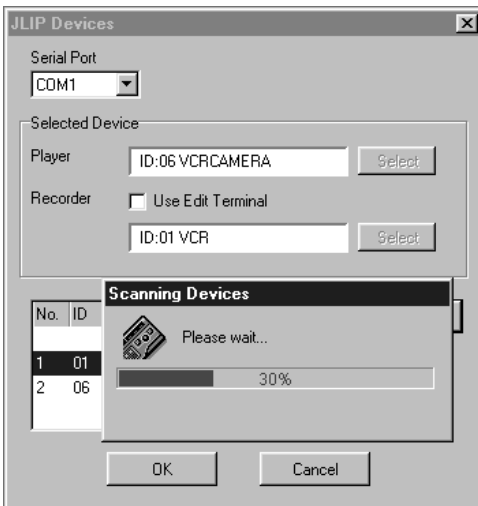 JLIP Devices
Serial Port
COM1
Selected Device
Player
ID:06 VCRCAMERA
Select
Recorder
Use Edit Terminal
ID:01 VCR
Select
Scanning Devices
No. ID
Please wait...
1 01
30%
2 06
OK
Cancel